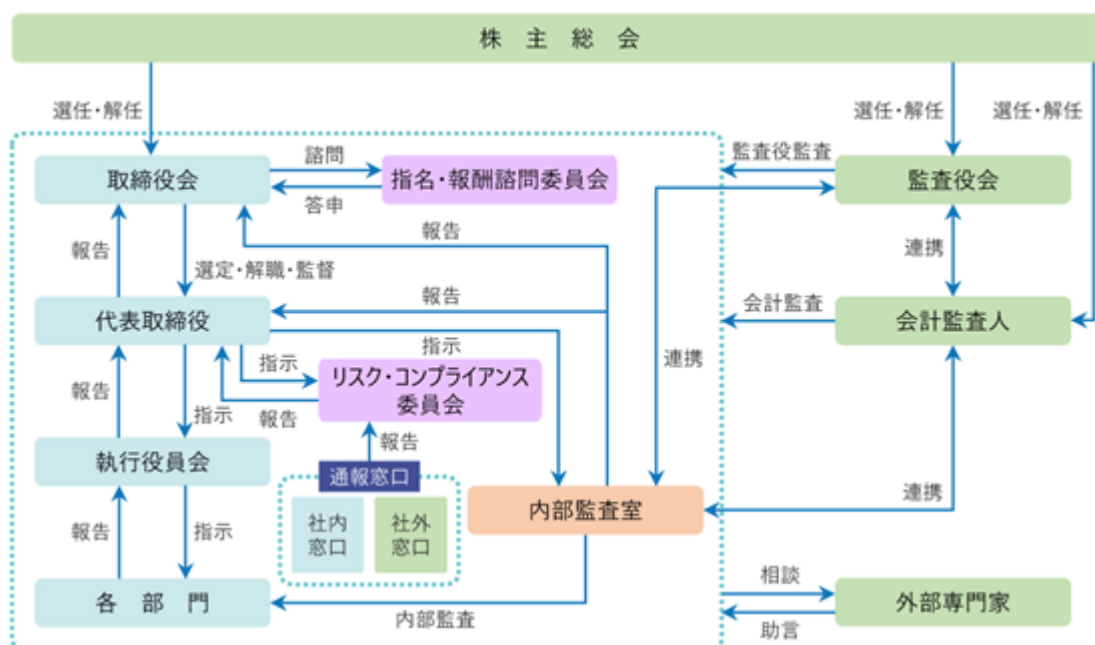 株 主 総 会
選任・解任
選任・解任
選任・解任
取締役会
諮問
指名・報酬諮問委員会
答申
監査役監査
監査役会
報告
選定・解職・監督
報告
連携
代表取締役
報告
会計監査
会計監査人
指示
指示
リスク・コンプライアンス
委員会
連携
報告
指示
報告
報告
執行役員会
通報窓口
社内
窓口
社外
窓口
内部監査室
連携
報告
指示
各 部 門
内部監査
相談
外部専門家
助言